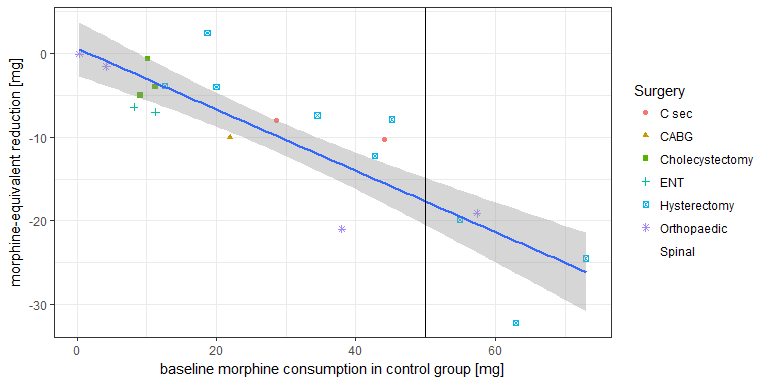 0
-10
-20
-30
morphine-equivalent reduction [mg]
0 20 40 60
baseline morphine consumption in control group [mg]
Surgery
C sec
CABG
Cholecystectomy
ENT
Hysterectomy
Orthopaedic
Spinal